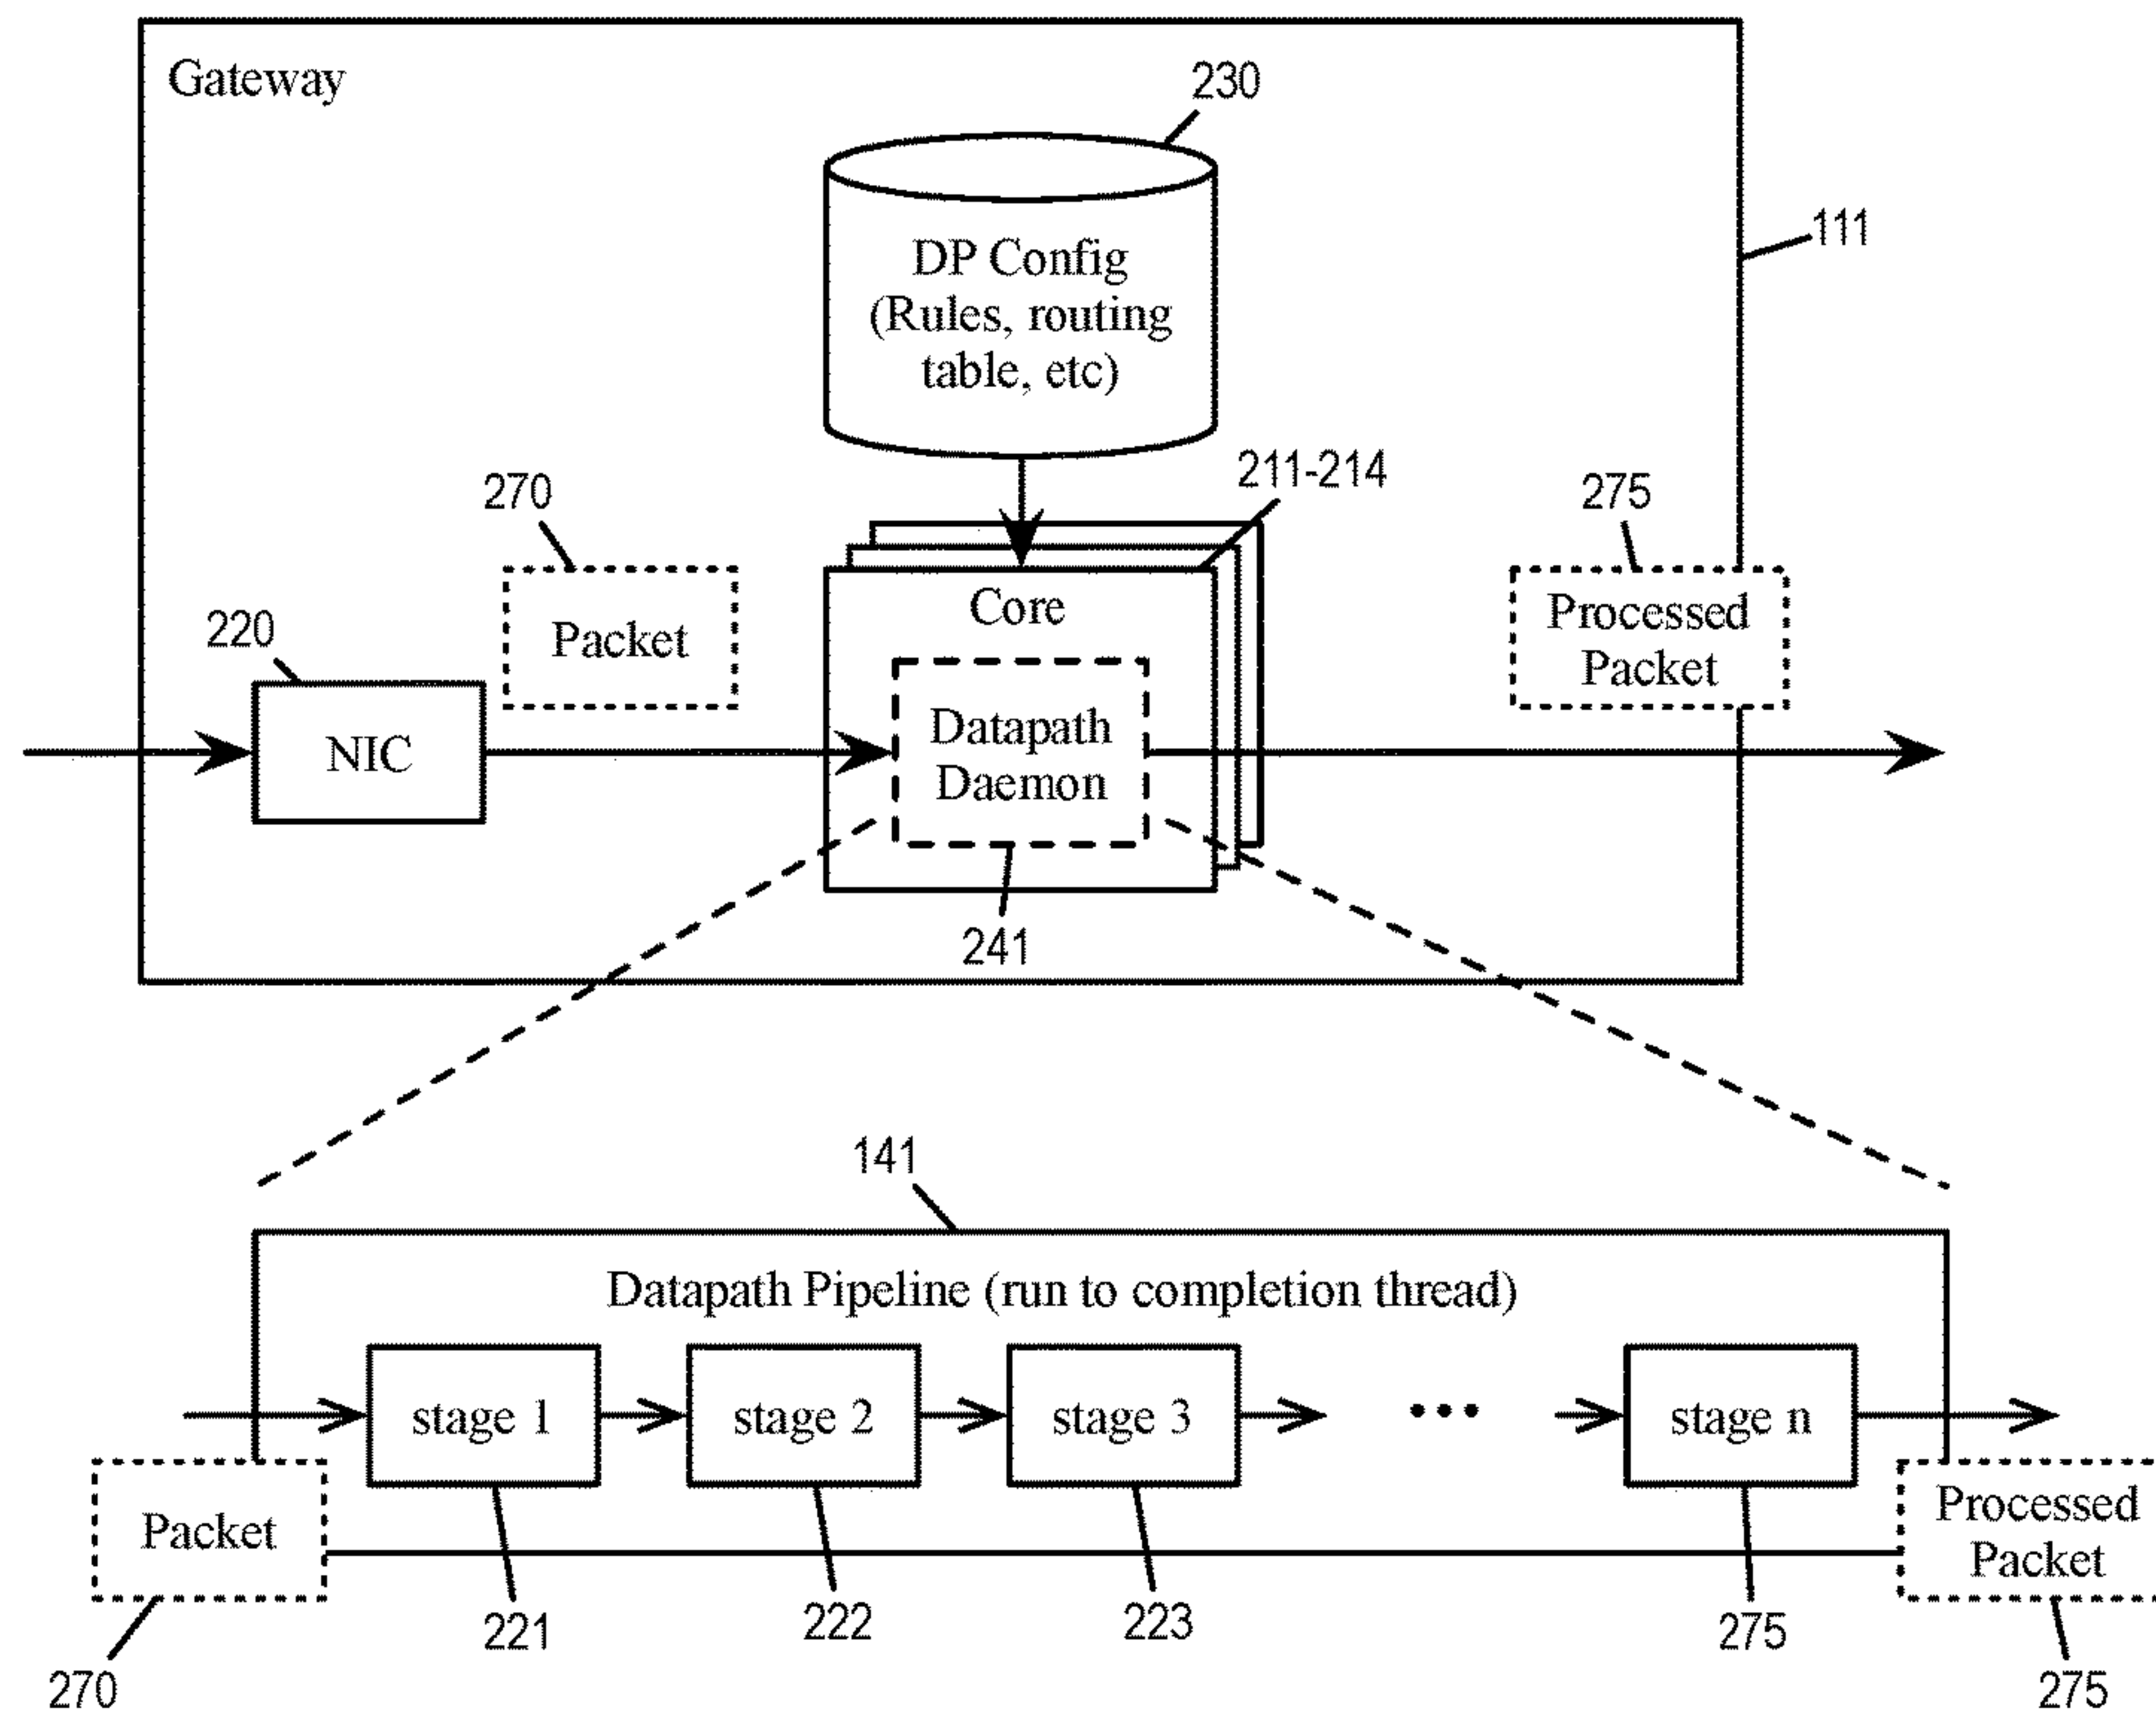 Gateway
230
DP Config
(Rules, routing
table, etc)
111
211-214
270
275
Packet
Core
Processed
Packet
220
NIC
Datapath
Daemon
241
141
Datapath Pipeline (run to completion thread)
stage 1
stage 2
stage 3
•••
stage n
Packet
Processed
Packet
221
222
223
275
270
275